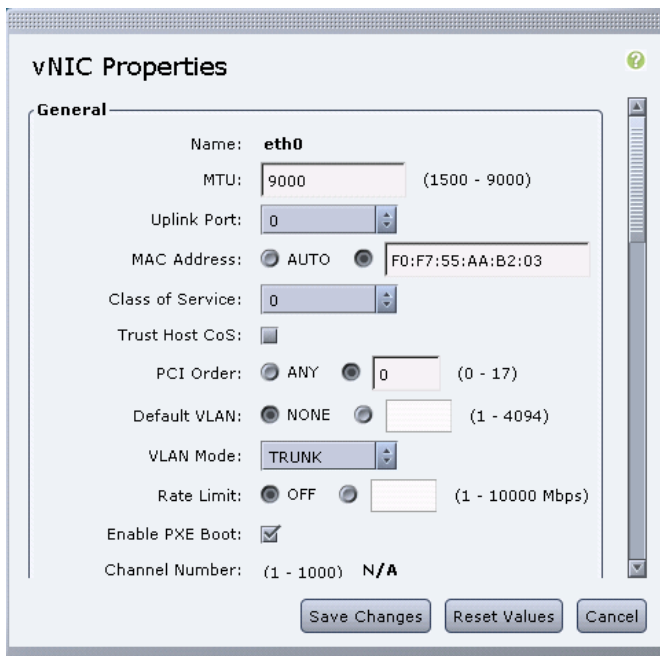 vNIC Properties
General
Name: eth0
MTU: 9000 (1500 - 9000)
Uplink Port: 0
MAC Address: AUTO F0:F7:55:AA:B2:03
Class of Service: 0
Trust Host CoS:
PCI Order: ANY 0 (0 - 17)
Default VLAN: NONE (1 - 4094)
VLAN Mode: TRUNK
Rate Limit: OFF (1 - 10000 Mbps)
Enable PXE Boot:
Channel Number: (1 - 1000) N/A
Save Changes Reset Values Cancel